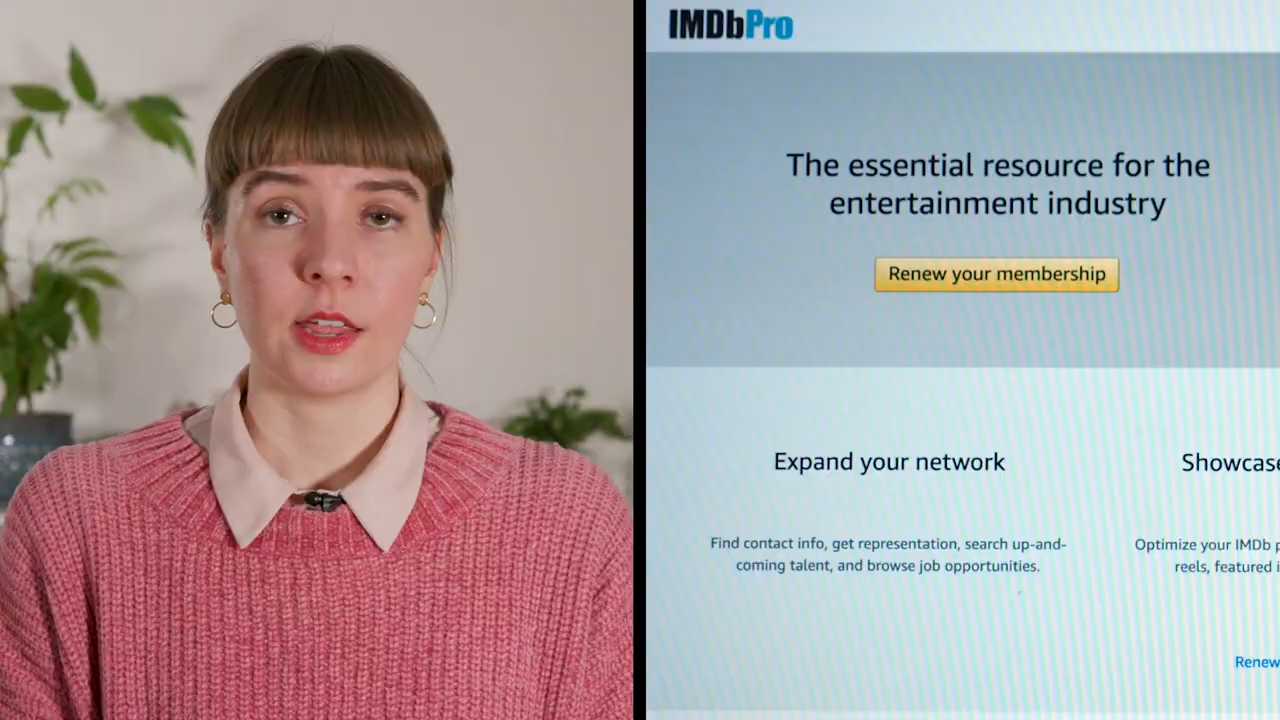 IMDbPro
The essential resource for the
entertainment industry
Renew your membership
Expand your network
Showcase
Find contact info, get representation, search up-and-
coming talent, and browse job opportunities.
Optimize your IMDb
reels, featured
Renew